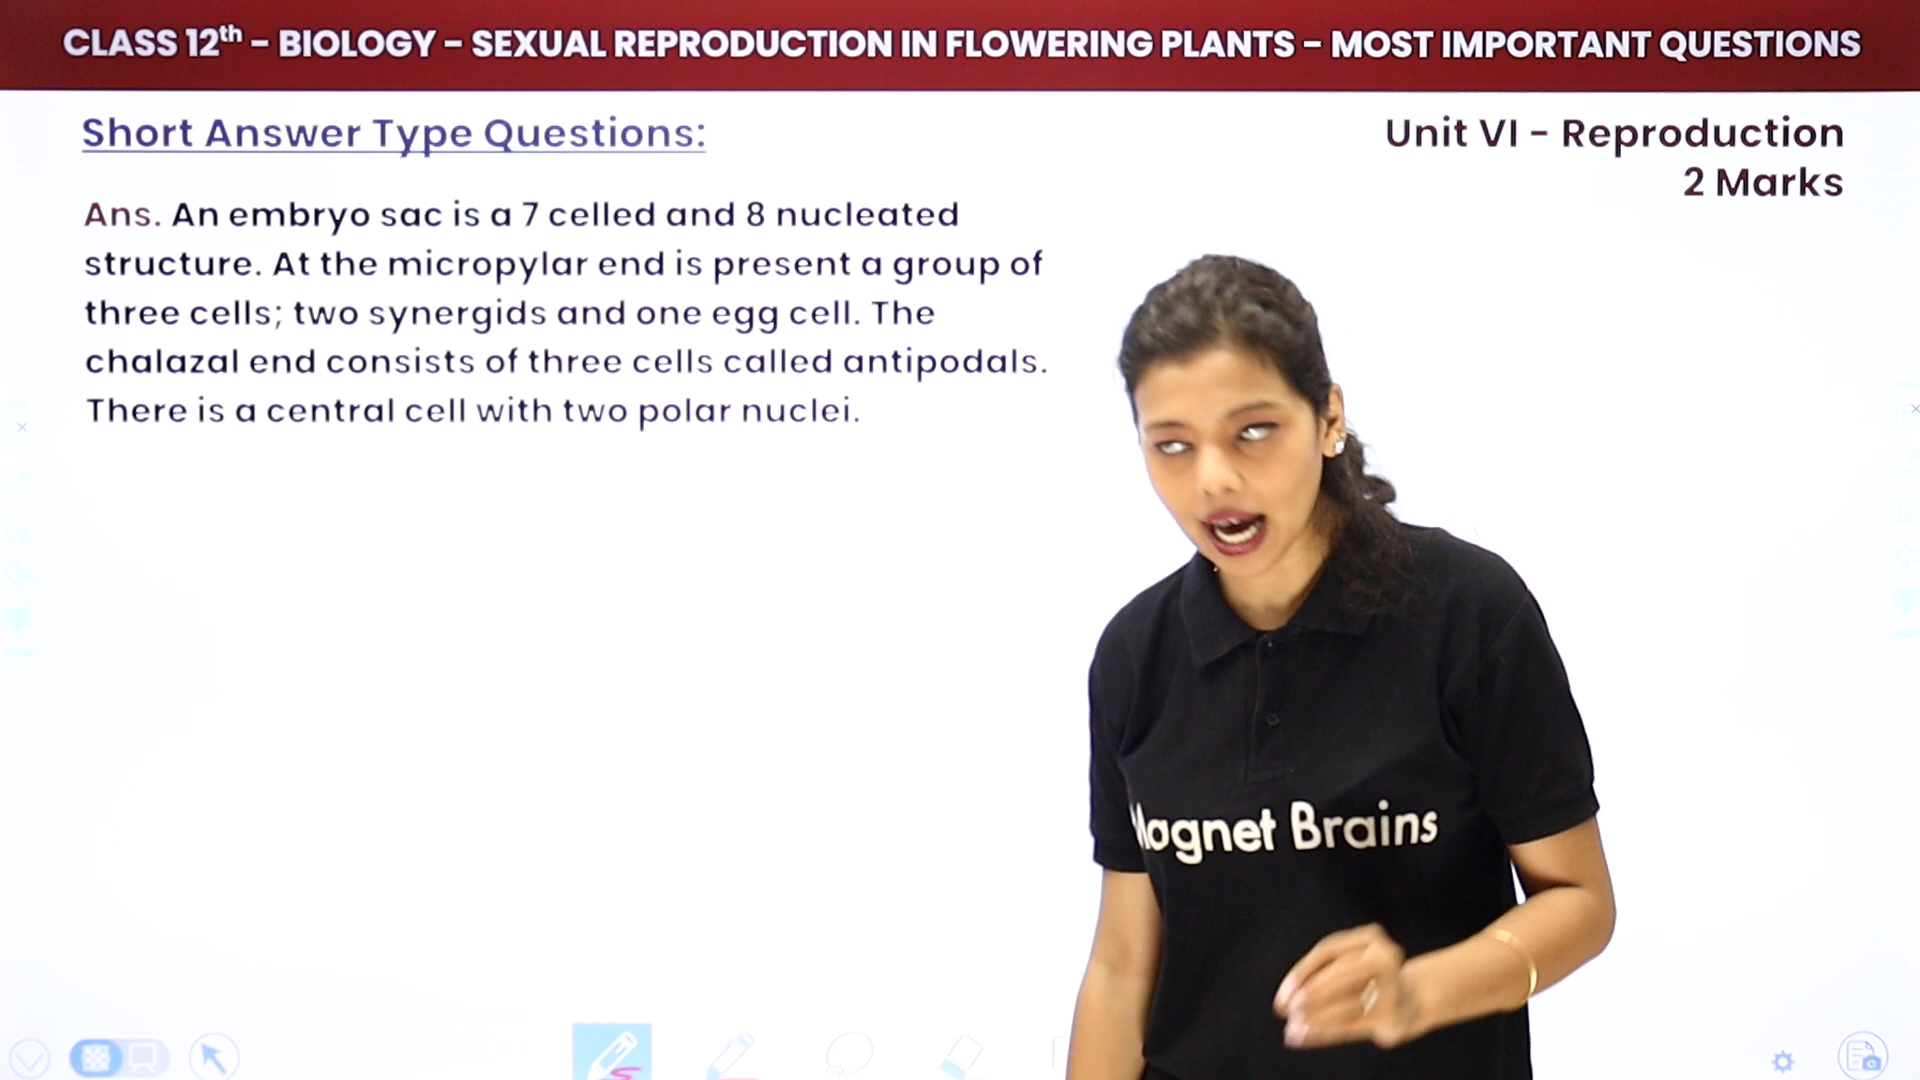 CLASS 12th – BIOLOGY – SEXUAL REPRODUCTION IN FLOWERING PLANTS – MOST IMPORTANT QUESTIONS
Short Answer Type Questions:
Unit VI – Reproduction
2 Marks
Ans. An embryo sac is a 7 celled and 8 nucleated
structure. At the micropylar end is present a group of
three cells; two synergids and one egg cell. The
chalazal end consists of three cells called antipodals.
There is a central cell with two polar nuclei.
Magnet Brains